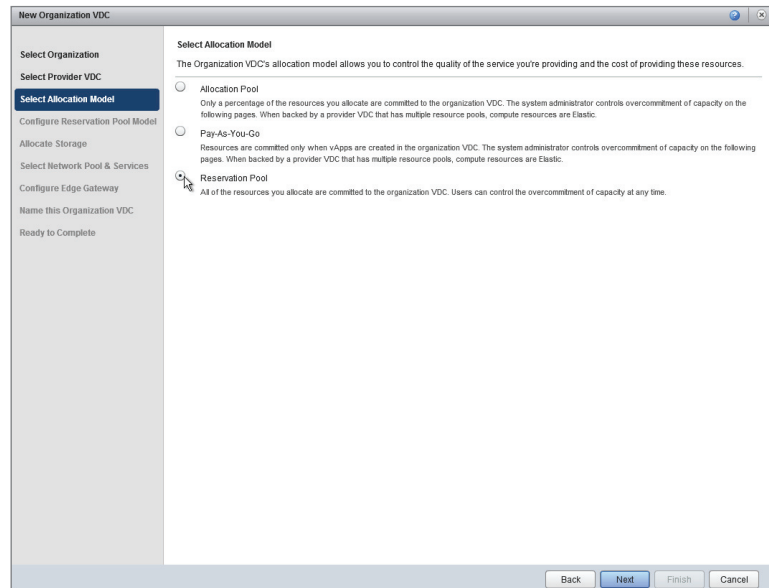 New Organization VDC
Select Organization
Select Provider VDC
Select Allocation Model
Configure Reservation Pool Model
Allocate Storage
Select Network Pool & Services
Configure Edge Gateway
Name this Organization VDC
Ready to Complete
Select Allocation Model
The Organization VDC's allocation model allows you to control the quality of the service you're providing and the cost of providing these resources.
Allocation Pool
Only a percentage of the resources you allocate are committed to the organization VDC. The system administrator controls overcommitment of capacity on the
following pages. When backed by a provider VDC that has multiple resource pools, compute resources are Elastic.
Pay-As-You-Go
Resources are committed only when vApps are created in the organization VDC. The system administrator controls overcommitment of capacity on the following
pages. When backed by a provider VDC that has multiple resource pools, compute resources are Elastic.
Reservation Pool
All of the resources you allocate are committed to the organization VDC. Users can control the overcommitment of capacity at any time.
Back Next Finish Cancel